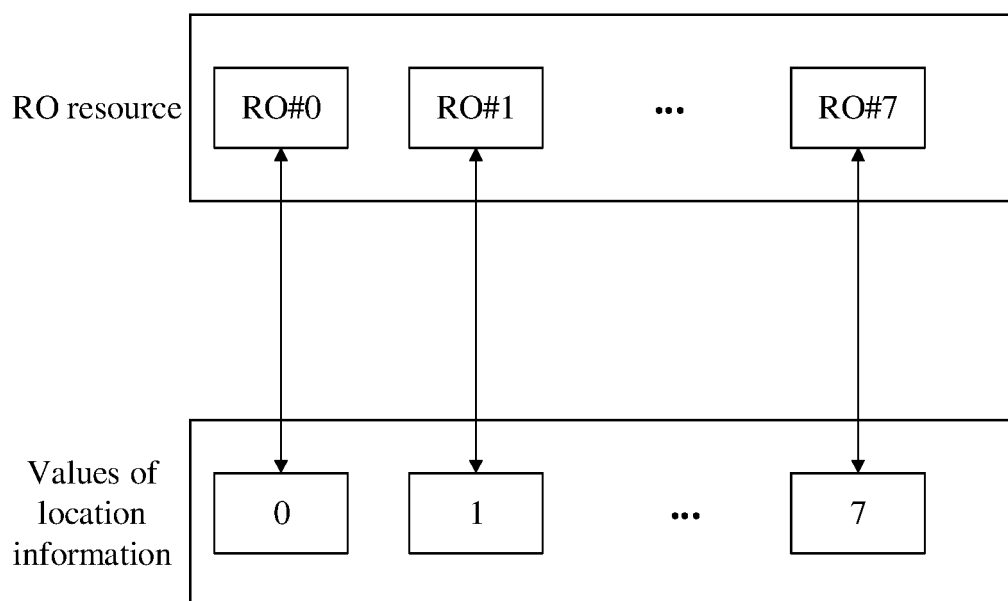 RO resource
RO#0
RO#1
...
RO#7
Values of
location
information
0
1
...
7